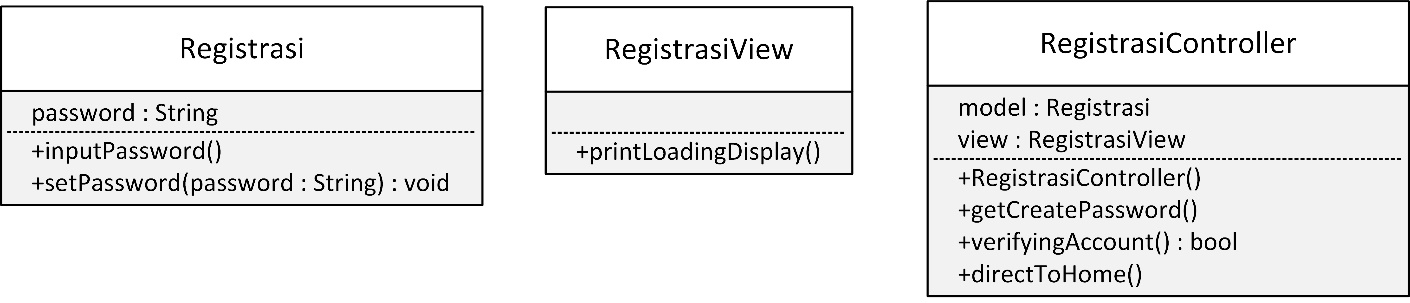 Registrasi
password : String
+inputPassword()
+setPassword(password : String) : void
RegistrasiView
+printLoadingDisplay()
RegistrasiController
model : Registrasi
view : RegistrasiView
+RegistrasiController()
+getCreatePassword()
+verifyingAccount() : bool
+directToHome()